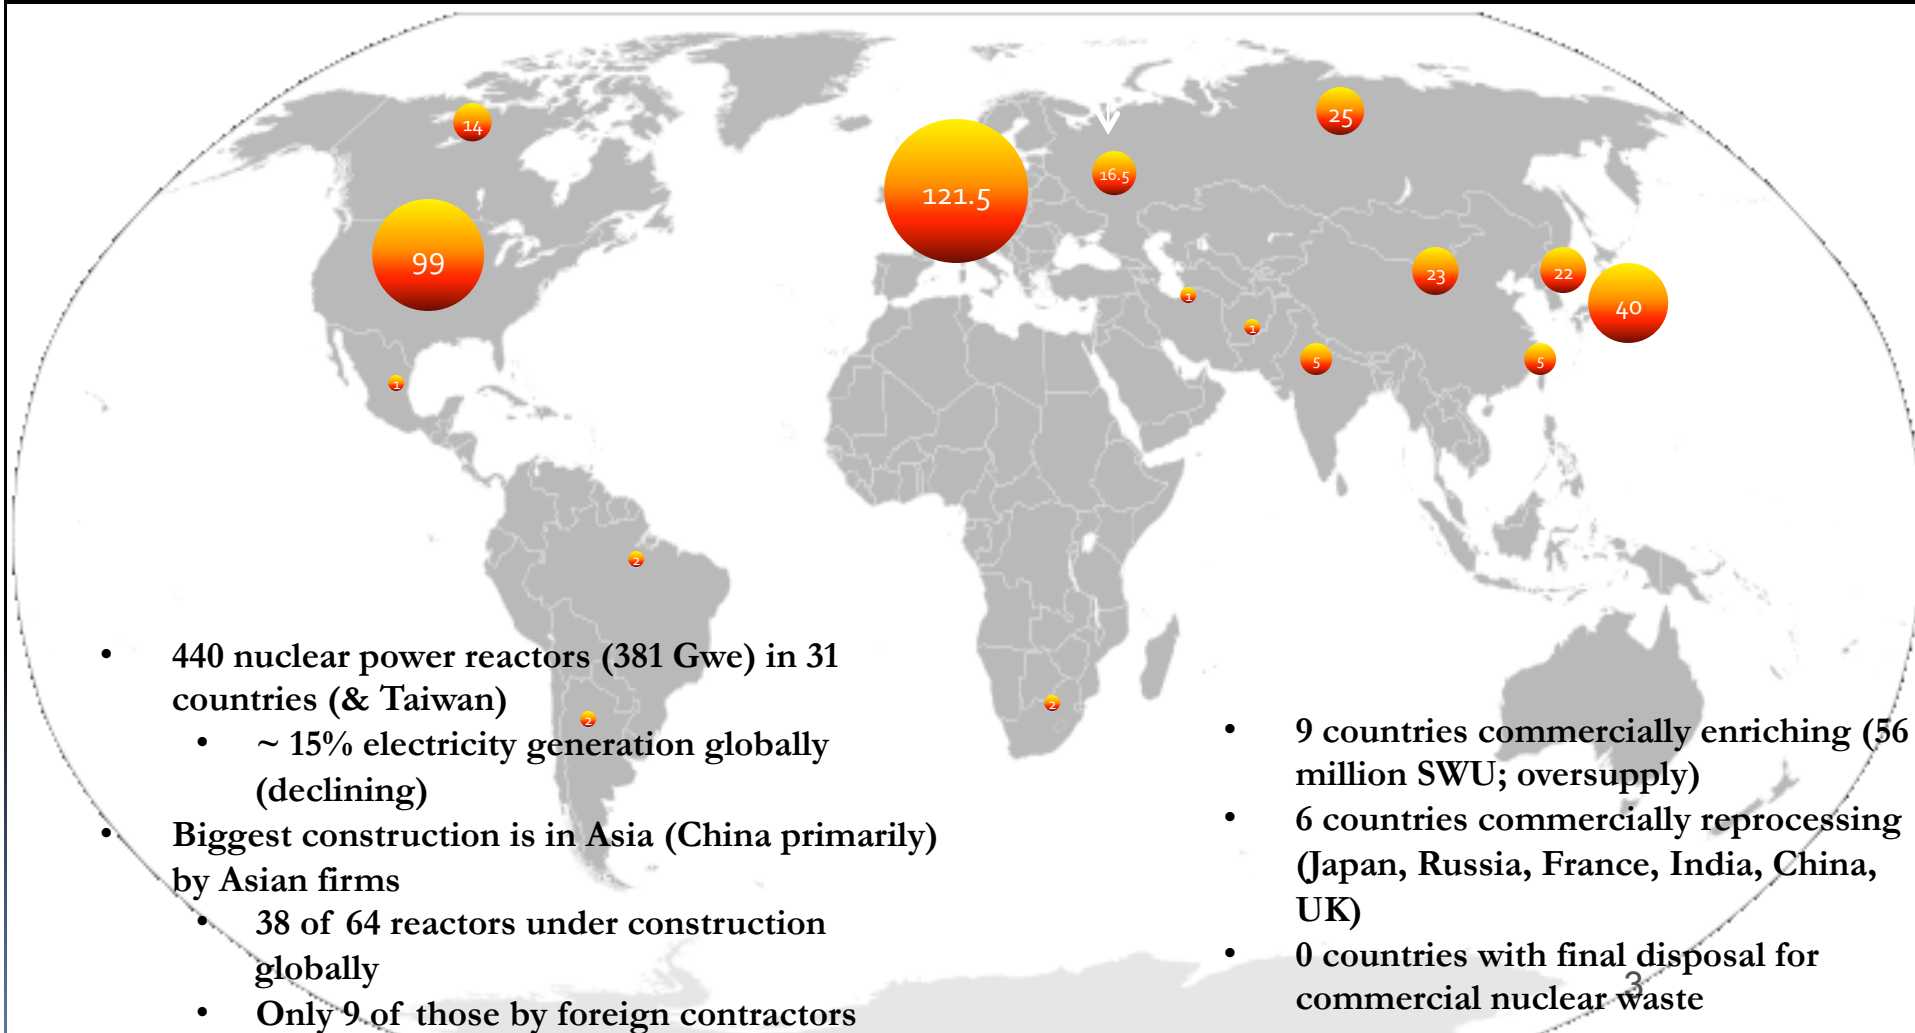 14
25
121.5
16.5
99
23
22
40
1
1
1
5
5
2
2
2
• 440 nuclear power reactors (381 Gwe) in 31
countries (& Taiwan)
• ~ 15% electricity generation globally
(declining)
• Biggest construction is in Asia (China primarily)
by Asian firms
• 38 of 64 reactors under construction
globally
• Only 9 of those by foreign contractors
• 9 countries commercially enriching (56
million SWU; oversupply)
• 6 countries commercially reprocessing
(Japan, Russia, France, India, China,
UK)
• 0 countries with final disposal for
commercial nuclear waste
3